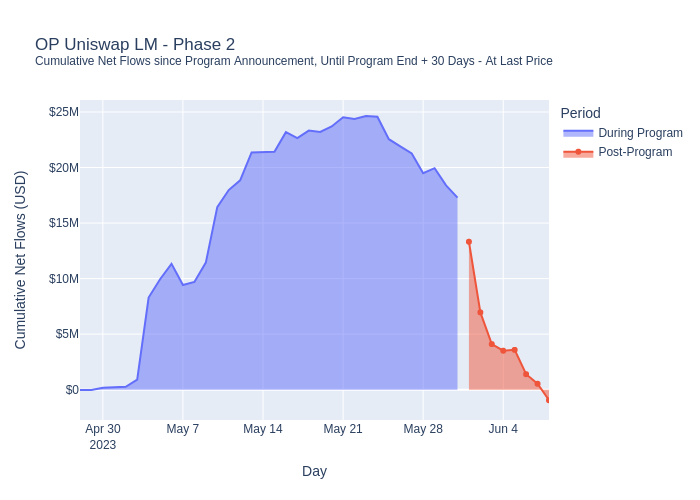 OP Uniswap LM - Phase 2
Cumulative Net Flows since Program Announcement, Until Program End + 30 Days - At Last Price
Period
During Program
Post-Program
Cumulative Net Flows (USD)
$25M
$20M
$15M
$10M
$5M
$0
Apr 30
2023
May 7
May 14
May 21
May 28
Jun 4
Day